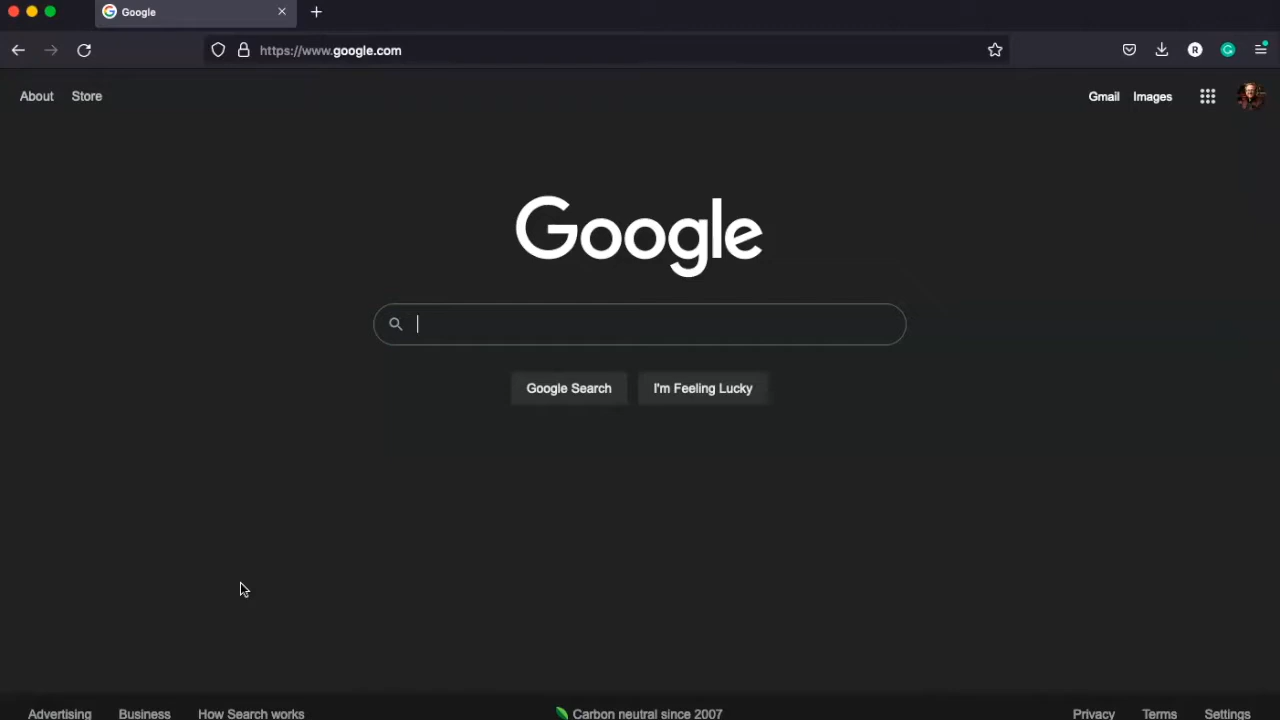 Google
https://www.google.com
R
About Store
Gmail Images
Google
Google Search I'm Feeling Lucky
Advertising Business How Search works
Carbon neutral since 2007
Privacy Terms Settings